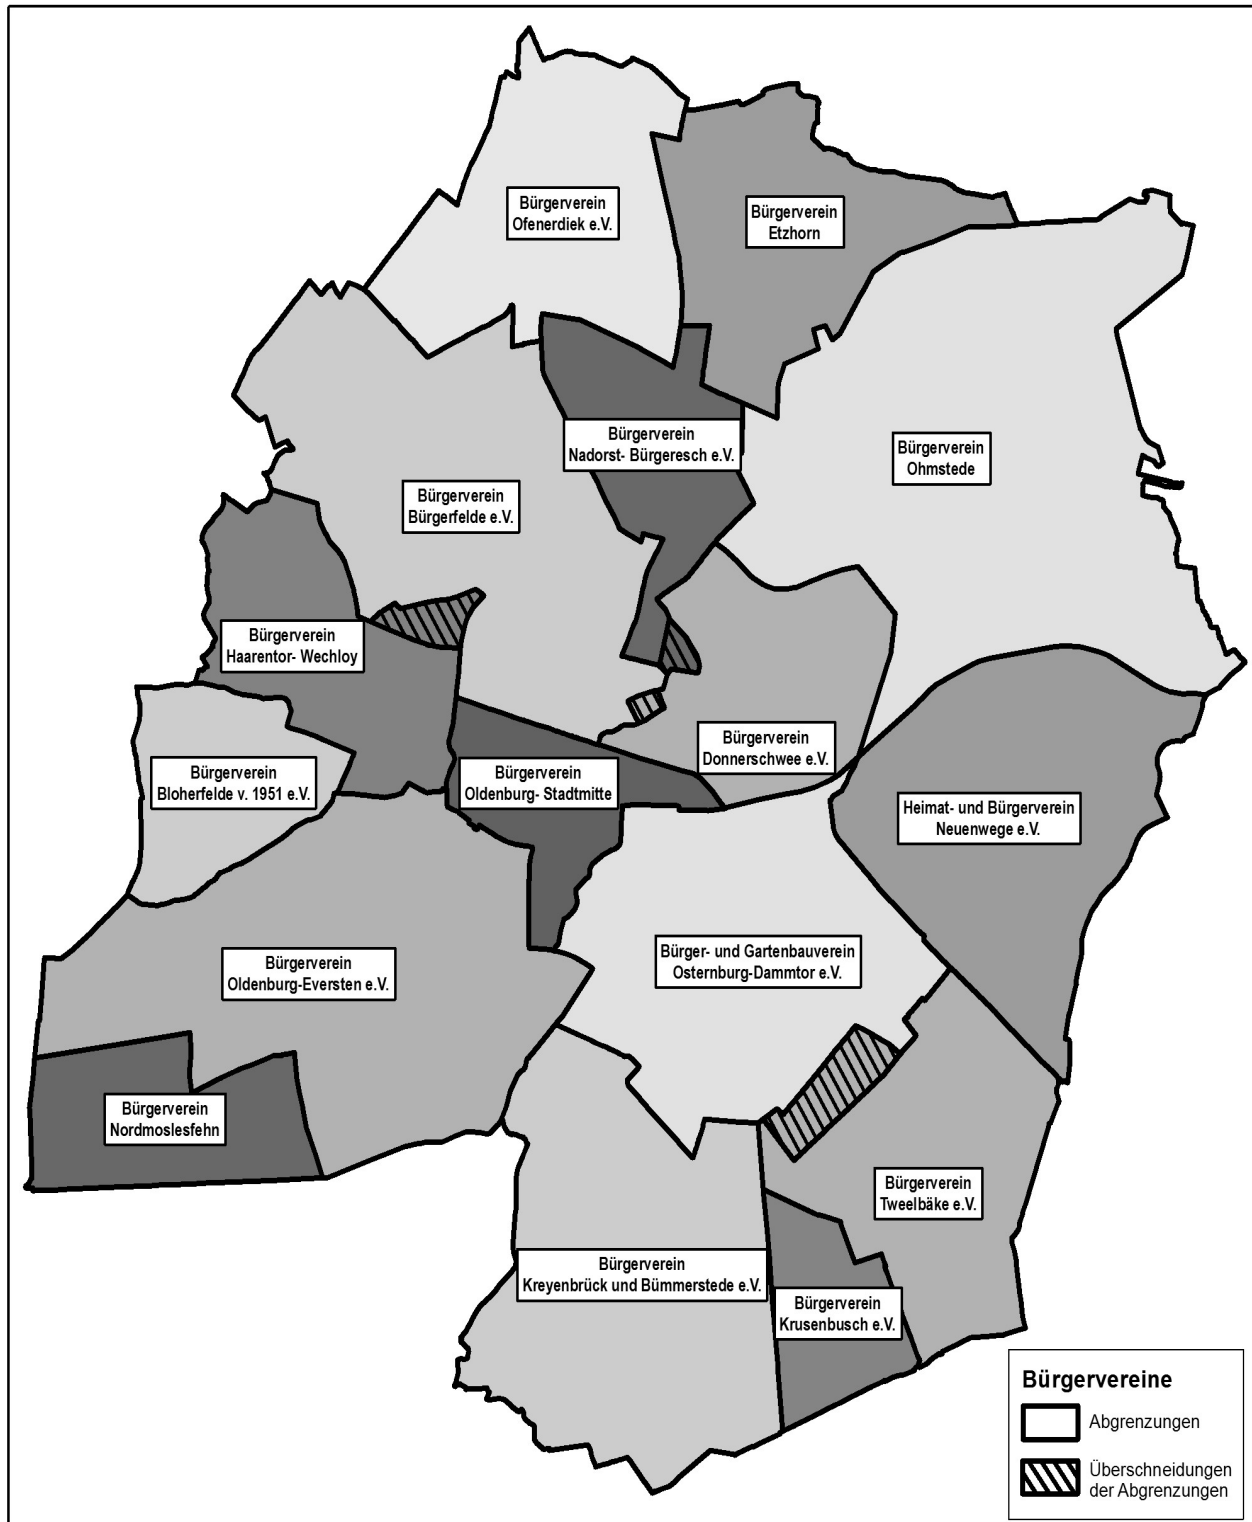 Bürgerverein
Ofenerdiek e.V.
Bürgerverein
Etzhorn
Bürgerverein
Nadorst- Bürgeresch e.V.
Bürgerverein
Ohmstede
Bürgerverein
Bürgerfelde e.V.
Bürgerverein
Haarentor- Wechloy
Bürgerverein
Donnerschwee e.V.
Bürgerverein
Bloherfelde v. 1951 e.V.
Bürgerverein
Oldenburg- Stadtmitte
Heimat- und Bürgerverein
Neuenwege e.V.
Bürger- und Gartenbauverein
Osternburg-Dammtor e.V.
Bürgerverein
Oldenburg-Eversten e.V.
Bürgerverein
Nordmoslesfehn
Bürgerverein
Tweelbäke e.V.
Bürgerverein
Kreyenbrück und Bümmerstede e.V.
Bürgerverein
Krusenbusch e.V.
Bürgervereine
Abgrenzungen
Überschneidungen
der Abgrenzungen